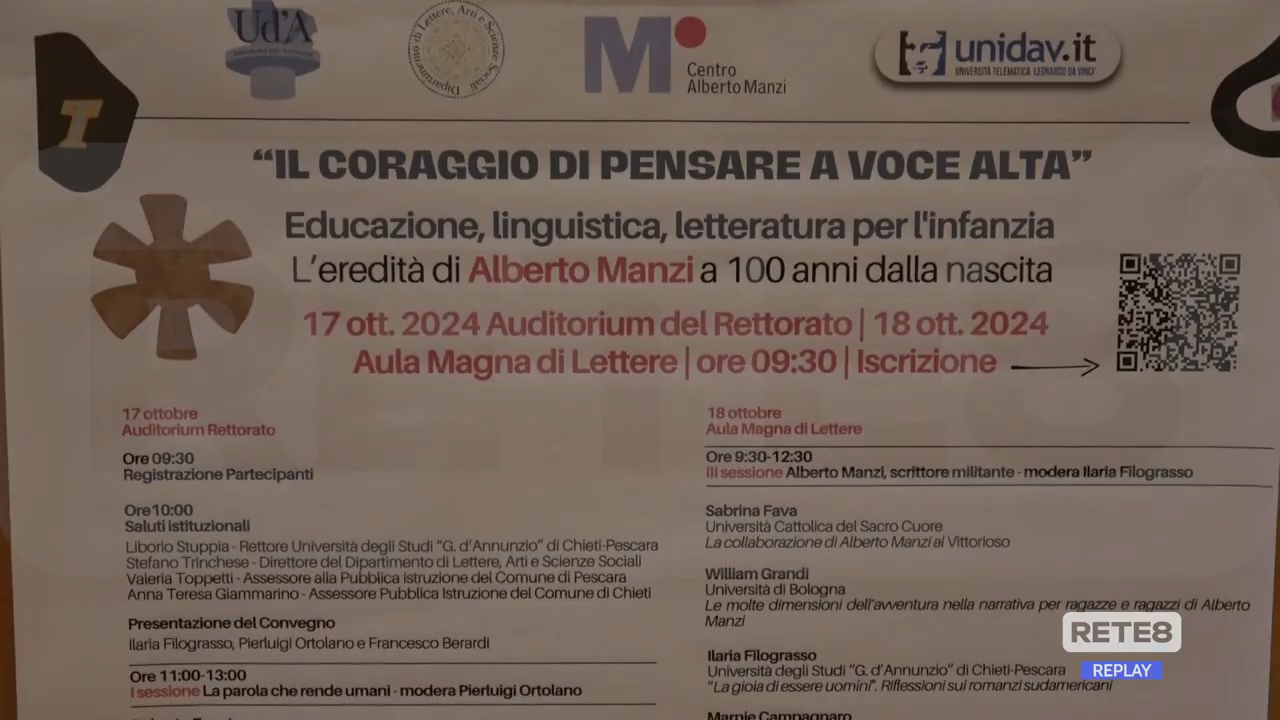 Ud'A
Dipartimento di Lettere, Arti e Scienze Sociali
M
Centro
Alberto Manzi
unidav.it
UNIVERSITÀ TELEMATICA "LEONARDO DA VINCI"
T
“IL CORAGGIO DI PENSARE A VOCE ALTA”
Educazione, linguistica, letteratura per l'infanzia
L’eredità di Alberto Manzi a 100 anni dalla nascita
17 ott. 2024 Auditorium del Rettorato | 18 ott. 2024
Aula Magna di Lettere | ore 09:30 | Iscrizione
17 ottobre
Auditorium Rettorato
Ore 09:30
Registrazione Partecipanti
Ore 10:00
Saluti istituzionali
Liborio Stuppia - Rettore Università degli Studi “G. d’Annunzio” di Chieti-Pescara
Stefano Trinchese - Direttore del Dipartimento di Lettere, Arti e Scienze Sociali
Valeria Toppetti - Assessore alla Pubblica Istruzione del Comune di Pescara
Anna Teresa Giammarino - Assessore Pubblica Istruzione del Comune di Chieti
Presentazione del Convegno
Ilaria Filograsso, Pierluigi Ortolano e Francesco Berardi
Ore 11:00-13:00
I sessione La parola che rende umani - modera Pierluigi Ortolano
18 ottobre
Aula Magna di Lettere
Ore 9:30-12:30
III sessione Alberto Manzi, scrittore militante - modera Ilaria Filograsso
Sabrina Fava
Università Cattolica del Sacro Cuore
La collaborazione di Alberto Manzi al Vittorioso
William Grandi
Università di Bologna
Le molte dimensioni dell'avventura nella narrativa per ragazze e ragazzi di Alberto
Manzi
Ilaria Filograsso
Università degli Studi “G. d’Annunzio” di Chieti-Pescara
“La gioia di essere uomini”. Riflessioni sui romanzi sudamericani
Marnie Campagnaro
RETE8
REPLAY